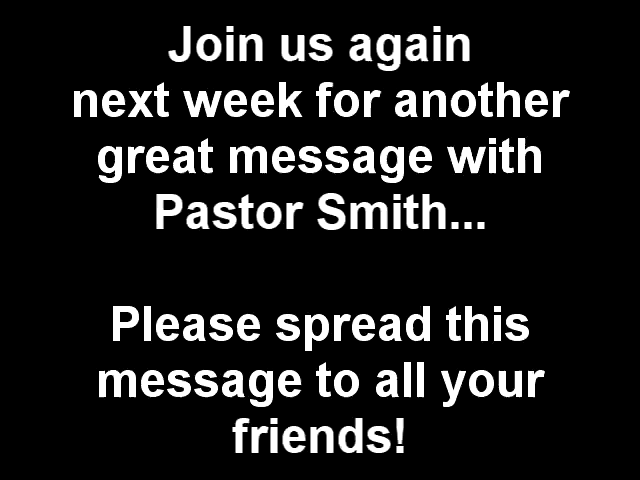 Join us again
next week for another
great message with
Pastor Smith...
Please spread this
message to all your
friends!